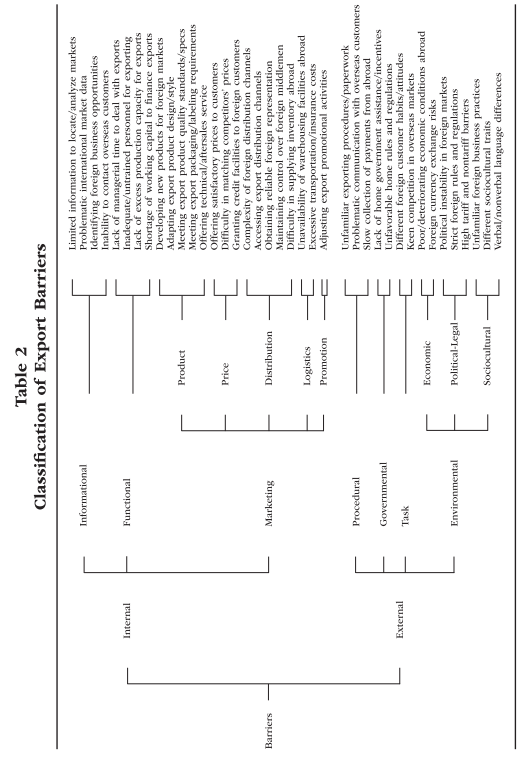 Table 2
Classification of Export Barriers
Barriers
Internal
Informational
Limited information to locate/analyze markets
Problematic international market data
Identifying foreign business opportunities
Inability to contact overseas customers
Functional
Lack of managerial time to deal with exports
Inadequate/untrained personnel for exporting
Lack of excess production capacity for exports
Shortage of working capital to finance exports
Marketing
Product
Developing new products for foreign markets
Adapting export product design/style
Meeting export product quality standards/specs
Meeting export packaging/labeling requirements
Offering technical/aftersales service
Price
Offering satisfactory prices to customers
Difficulty in matching competitors' prices
Granting credit facilities to foreign customers
Distribution
Complexity of foreign distribution channels
Accessing export distribution channels
Obtaining reliable foreign representation
Maintaining control over foreign middlemen
Difficulty in supplying inventory abroad
Logistics
Unavailability of warehousing facilities abroad
Excessive transportation/insurance costs
Promotion
Adjusting export promotional activities
External
Procedural
Unfamiliar exporting procedures/paperwork
Problematic communication with overseas customers
Slow collection of payments from abroad
Governmental
Lack of home government assistance/incentives
Unfavorable home rules and regulations
Task
Different foreign customer habits/attitudes
Keen competition in overseas markets
Environmental
Economic
Poor/deteriorating economic conditions abroad
Foreign currency exchange risks
Political-Legal
Political instability in foreign markets
Strict foreign rules and regulations
High tariff and nontariff barriers
Sociocultural
Unfamiliar foreign business practices
Different sociocultural traits
Verbal/nonverbal language differences